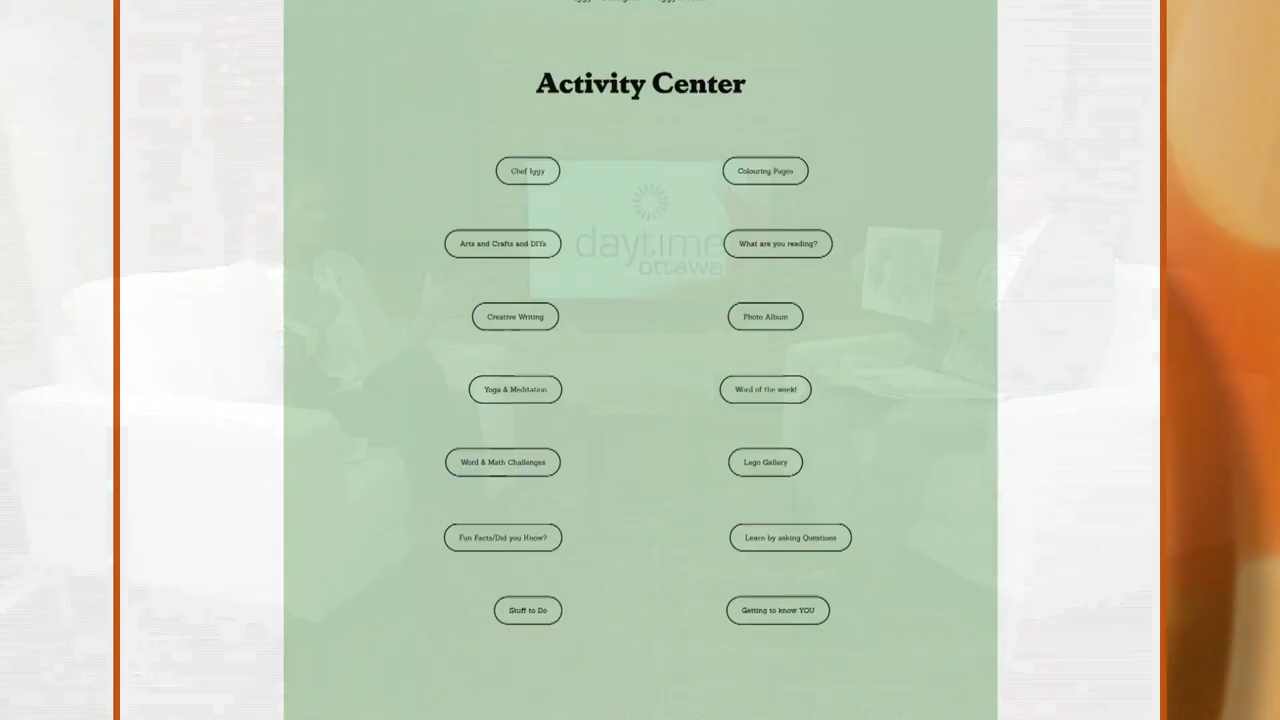 Activity Center
Chef Iggy
Colouring Pages
Arts and Crafts and DIYs
What are you reading?
daytime
ottawa
Creative Writing
Photo Album
Yoga & Meditation
Word of the week!
Word & Math Challenges
Lego Gallery
Fun Facts/Did you Know?
Learn by asking Questions
Stuff to Do
Getting to know YOU